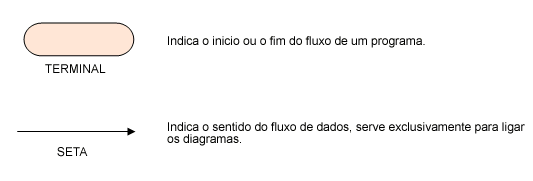 Indica o inicio ou o fim do fluxo de um programa.
TERMINAL
Indica o sentido do fluxo de dados, serve exclusivamente para ligar
os diagramas.
SETA